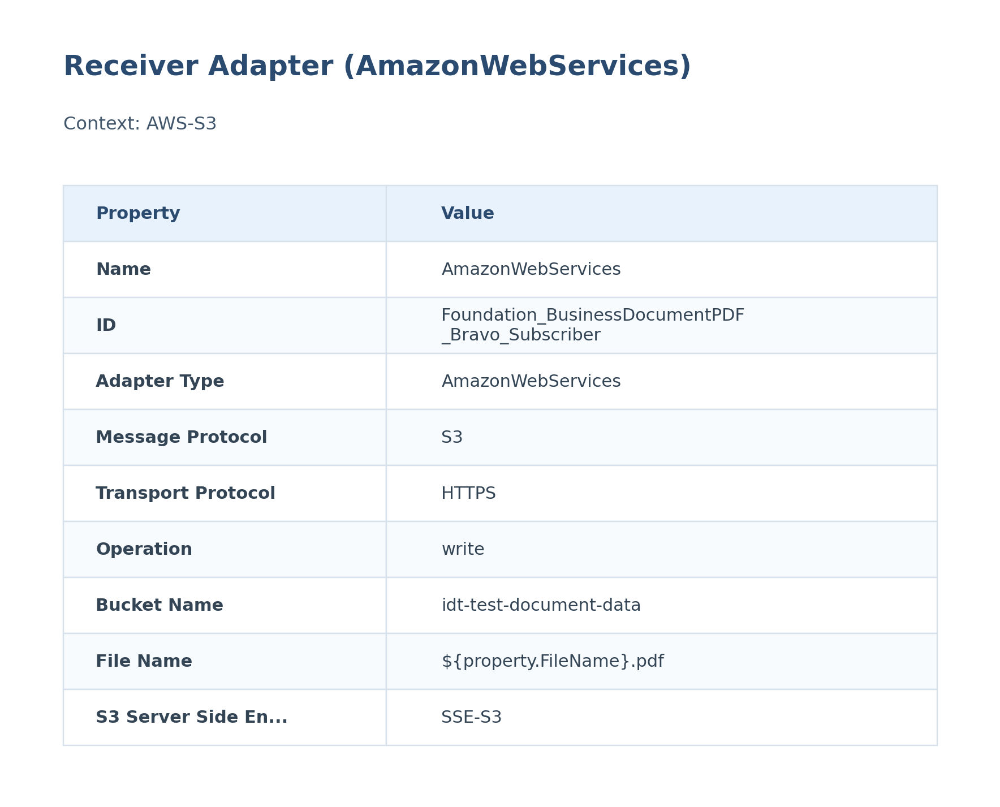 Receiver Adapter (AmazonWebServices)
Context: AWS-S3
Property Value
Name AmazonWebServices
ID Foundation_BusinessDocumentPDF
_Bravo_Subscriber
Adapter Type AmazonWebServices
Message Protocol S3
Transport Protocol HTTPS
Operation write
Bucket Name idt-test-document-data
File Name ${property.FileName}.pdf
S3 Server Side En... SSE-S3